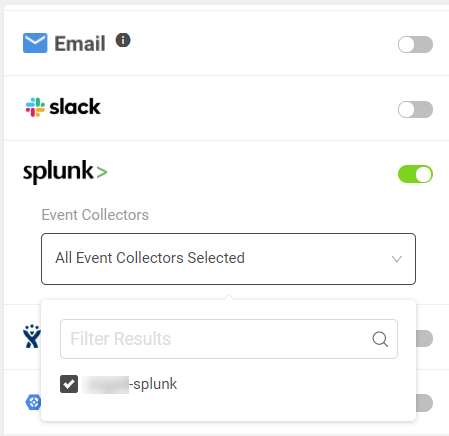 Email
slack
splunk>
Event Collectors
All Event Collectors Selected
Filter Results
-splunk